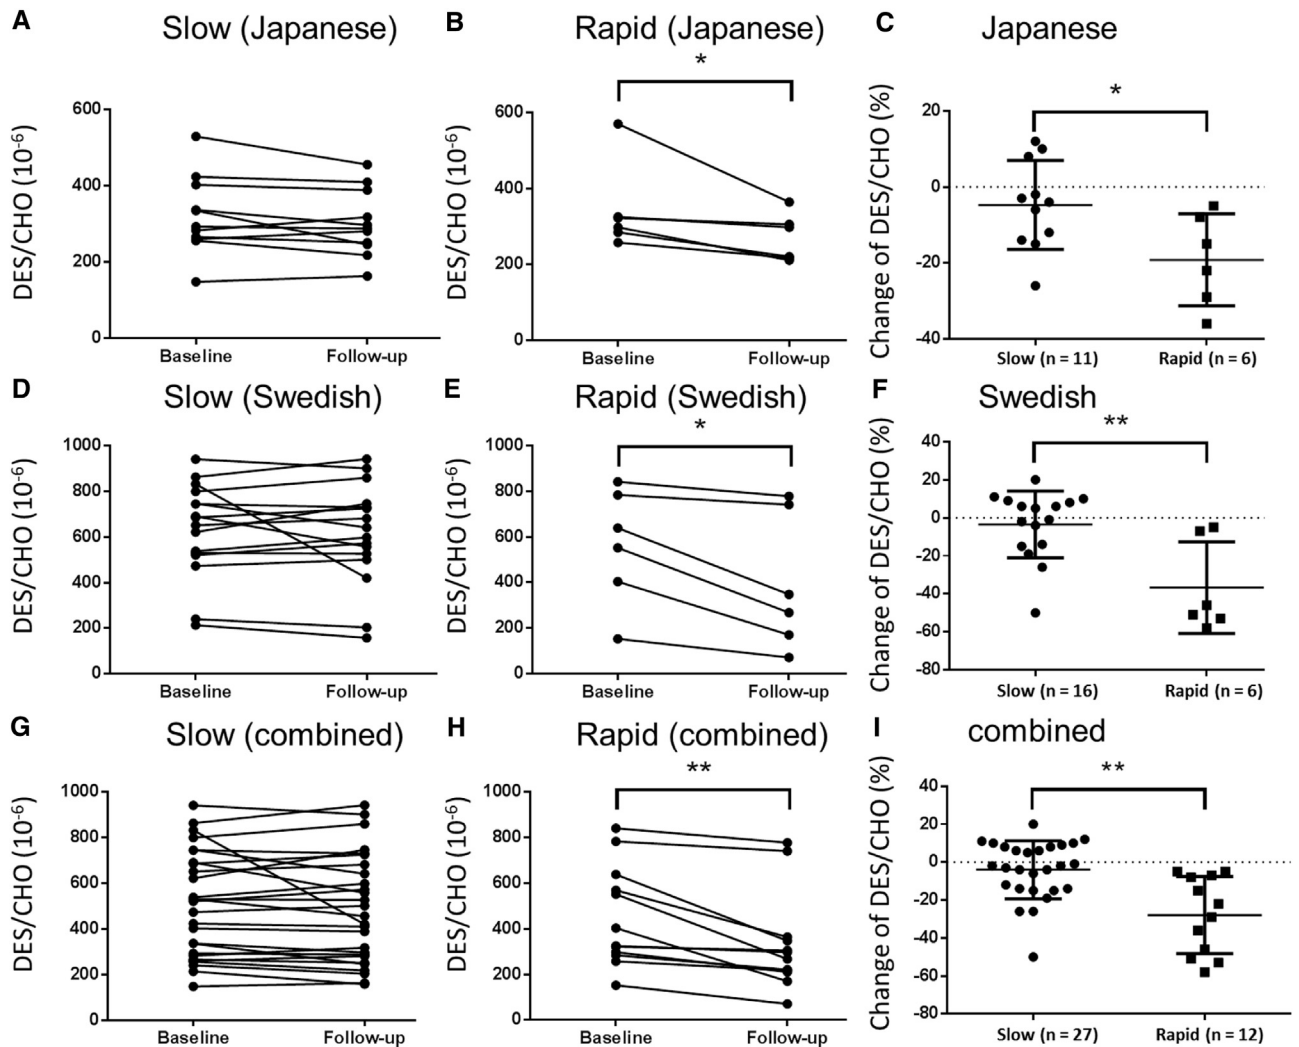 A Slow (Japanese)
DES/CHO (10-6)
600
400
200
0
Baseline Follow-up
B Rapid (Japanese)
*
DES/CHO (10-6)
600
400
200
0
Baseline Follow-up
C Japanese
*
Change of DES/CHO (%)
20
0
-20
-40
Slow (n = 11) Rapid (n = 6)
D Slow (Swedish)
DES/CHO (10-6)
1000
800
600
400
200
0
Baseline Follow-up
E Rapid (Swedish)
*
DES/CHO (10-6)
1000
800
600
400
200
0
Baseline Follow-up
F Swedish
**
Change of DES/CHO (%)
40
20
0
-20
-40
-60
-80
Slow (n = 16) Rapid (n = 6)
G Slow (combined)
DES/CHO (10-6)
1000
800
600
400
200
0
Baseline Follow-up
H Rapid (combined)
**
DES/CHO (10-6)
1000
800
600
400
200
0
Baseline Follow-up
I combined
**
Change of DES/CHO (%)
40
20
0
-20
-40
-60
-80
Slow (n = 27) Rapid (n = 12)